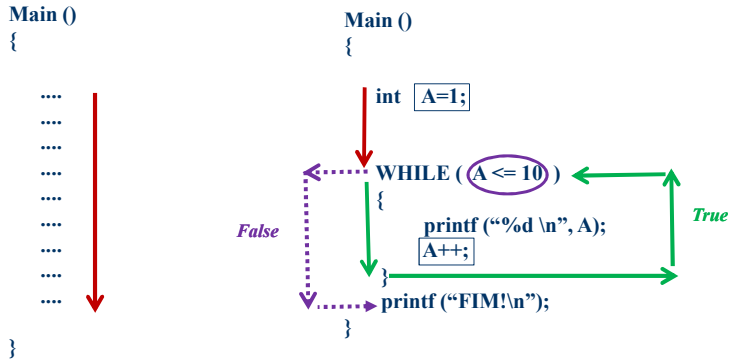 Main ()
{
....
....
....
....
....
....
....
....
....
}
Main ()
{
int A=1;
WHILE ( A <= 10 )
{
printf (“%d \n”, A);
A++;
}
printf (“FIM!\n”);
}
False
True